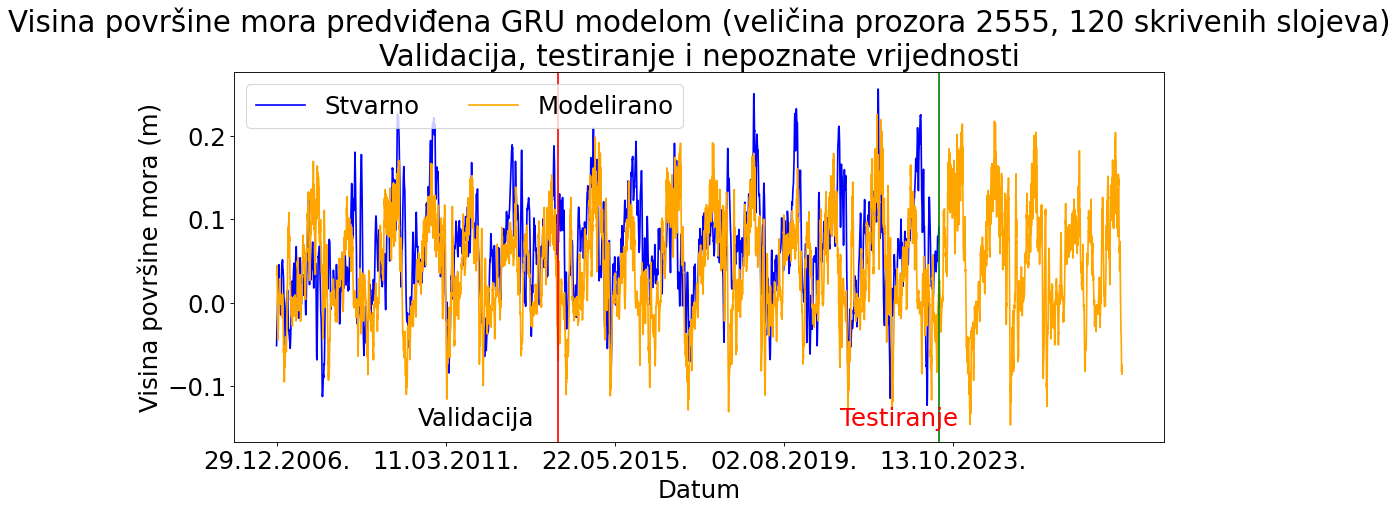 Visina površine mora predviđena GRU modelom (veličina prozora 2555, 120 skrivenih slojeva)
Validacija, testiranje i nepoznate vrijednosti
Stvarno Modelirano
Visina površine mora (m)
0.2
0.1
0.0
−0.1
Validacija
Testiranje
29.12.2006. 11.03.2011. 22.05.2015. 02.08.2019. 13.10.2023.
Datum